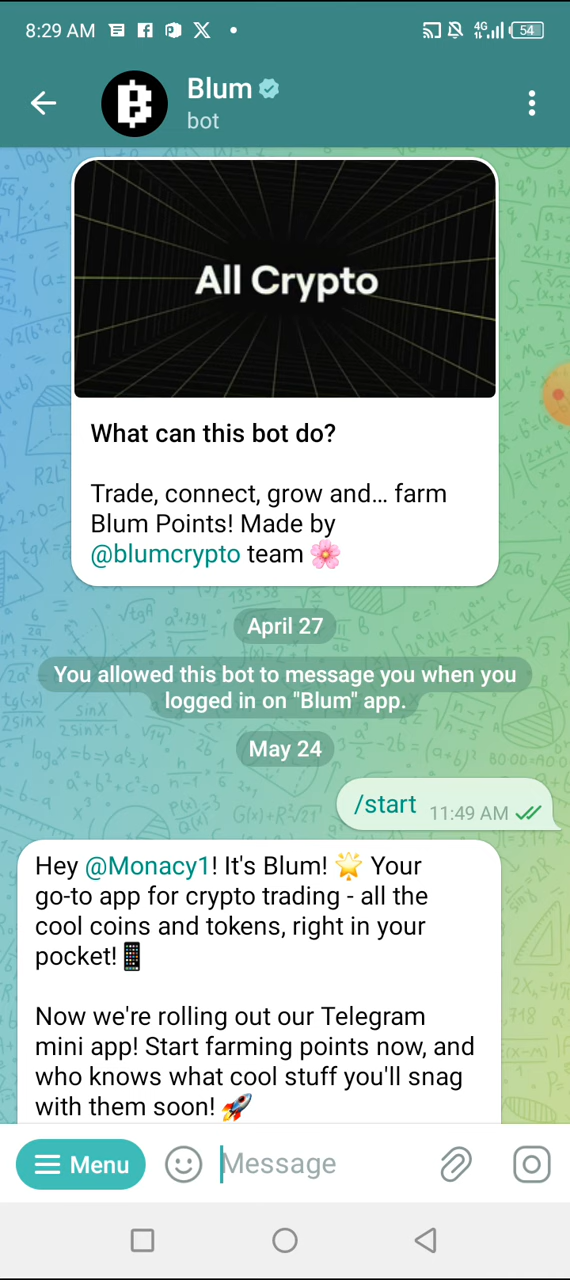 8:29 AM
4G 54
Blum
bot
All Crypto
What can this bot do?
Trade, connect, grow and... farm
Blum Points! Made by
@blumcrypto team 🌸
April 27
You allowed this bot to message you when you
logged in on "Blum" app.
May 24
/start 11:49 AM
Hey @Monacy1! It's Blum! 🌟 Your
go-to app for crypto trading - all the
cool coins and tokens, right in your
pocket!📱
Now we're rolling out our Telegram
mini app! Start farming points now, and
who knows what cool stuff you'll snag
with them soon! 🚀
Menu
Message